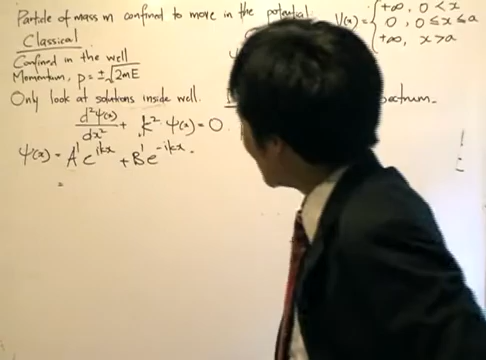 Particle of mass m confined to move in the potential V(x) = { +∞, 0 < x
0, 0 ≤ x ≤ a
+∞, x > a
Classical
Confined in the well
Momentum, p = ±√2mE
Only look at solutions inside well. spectrum.
d²ψ(x)/dx² + k² ψ(x) = 0
ψ(x) = A' e^{ikx} + B' e^{-ikx}.
=